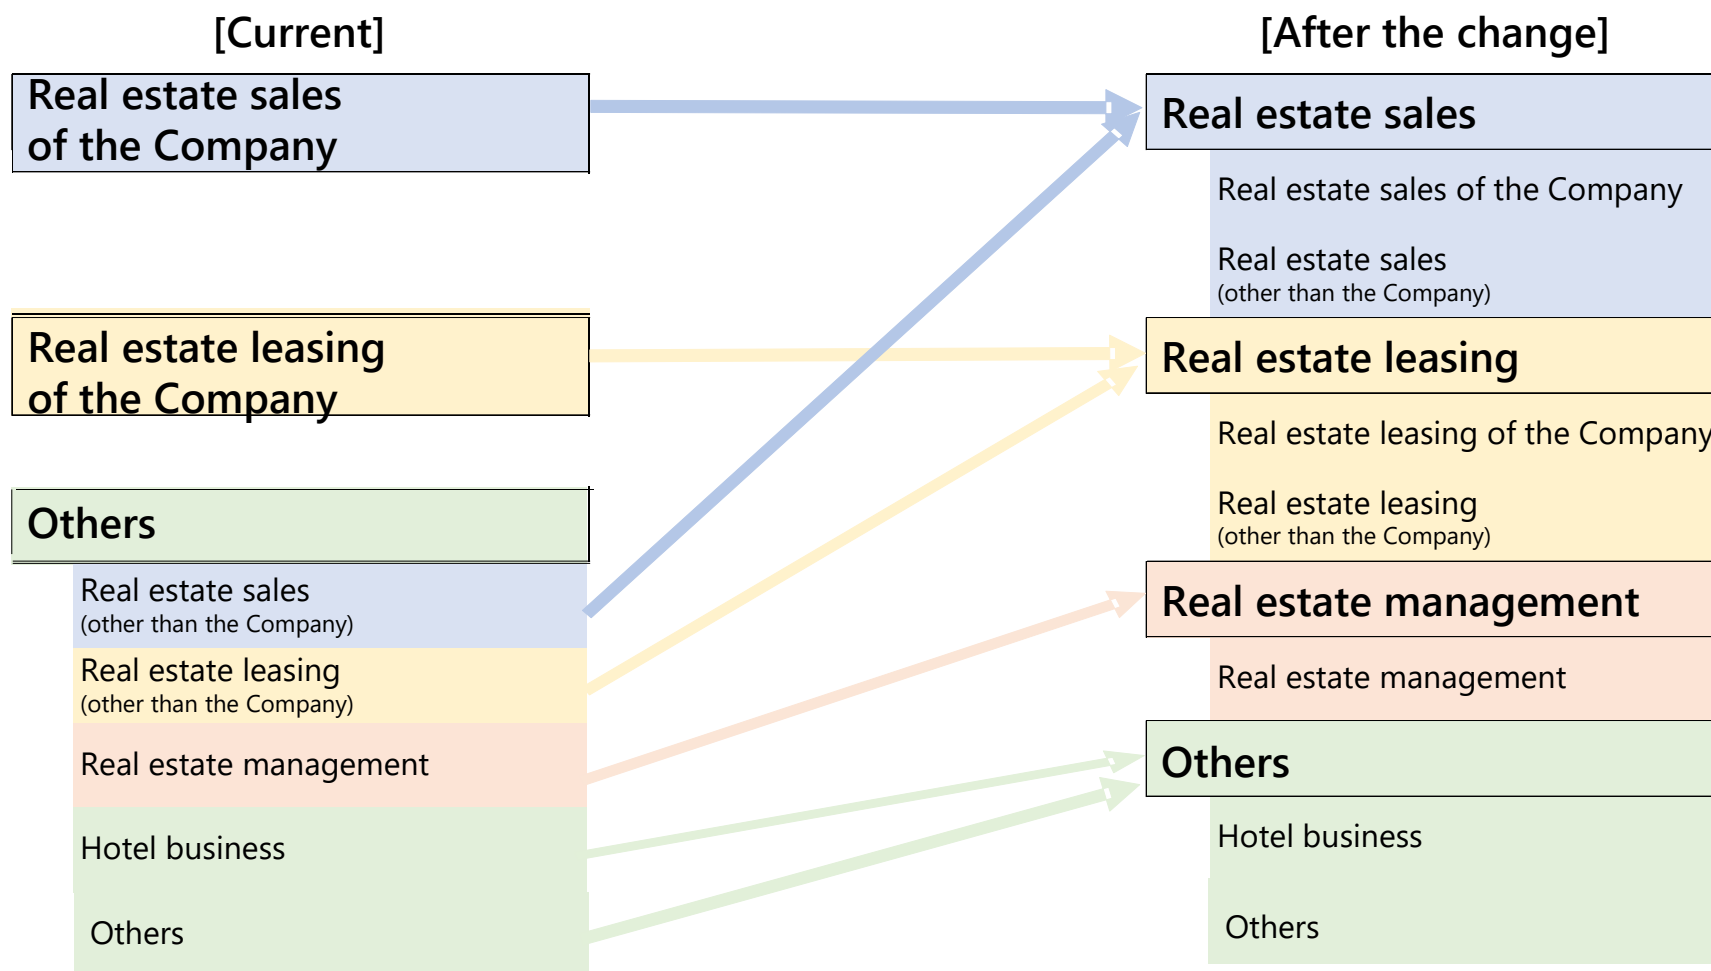 [Current]
Real estate sales
of the Company
Real estate leasing
of the Company
Others
Real estate sales
(other than the Company)
Real estate leasing
(other than the Company)
Real estate management
Hotel business
Others
[After the change]
Real estate sales
Real estate sales of the Company
Real estate sales
(other than the Company)
Real estate leasing
Real estate leasing of the Company
Real estate leasing
(other than the Company)
Real estate management
Real estate management
Others
Hotel business
Others